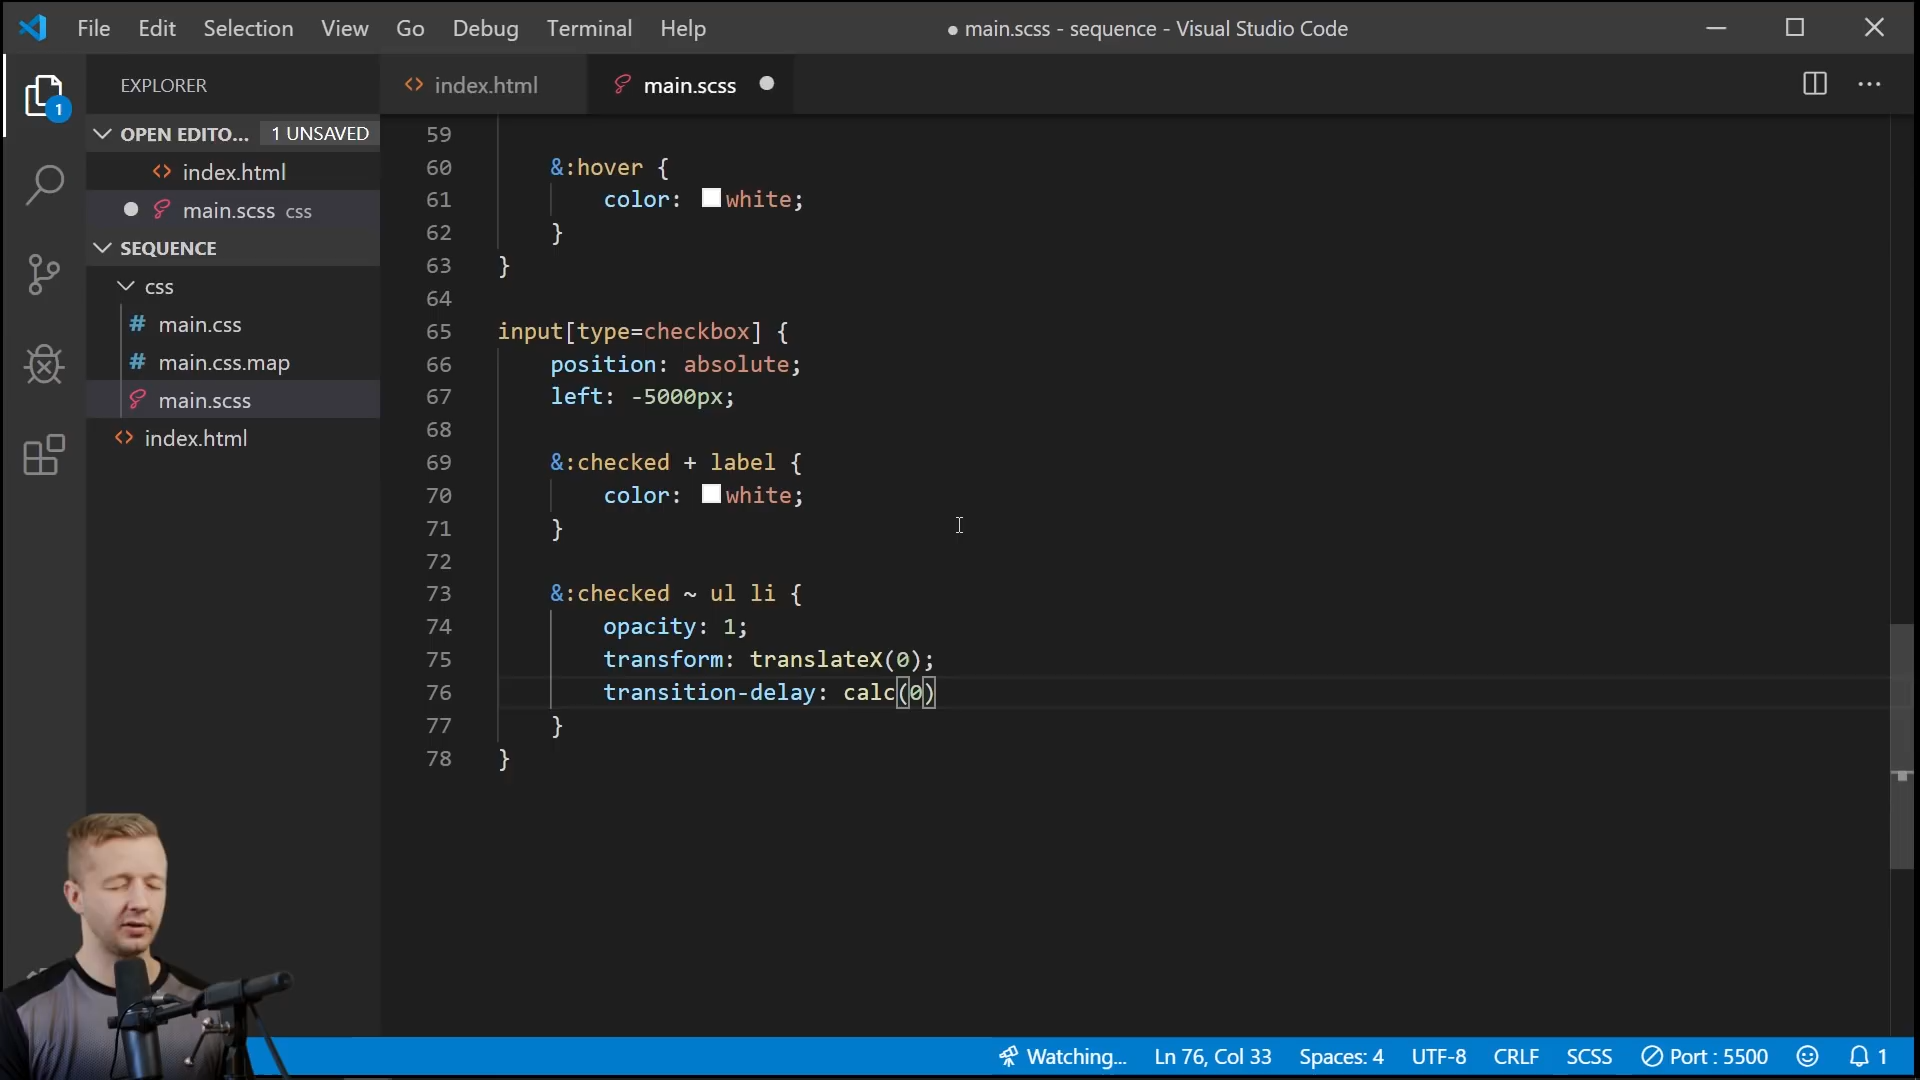 File Edit Selection View Go Debug Terminal Help
● main.scss - sequence - Visual Studio Code
EXPLORER
OPEN EDITO... 1 UNSAVED
<> index.html
main.scss css
SEQUENCE
css
# main.css
# main.css.map
main.scss
<> index.html
1
<> index.html
main.scss
59
60 &:hover {
61 color: white;
62 }
63 }
64
65 input[type=checkbox] {
66 position: absolute;
67 left: -5000px;
68
69 &:checked + label {
70 color: white;
71 }
72
73 &:checked ~ ul li {
74 opacity: 1;
75 transform: translateX(0);
76 transition-delay: calc(0)
77 }
78 }
Watching... Ln 76, Col 33 Spaces: 4 UTF-8 CRLF SCSS Port : 5500 1